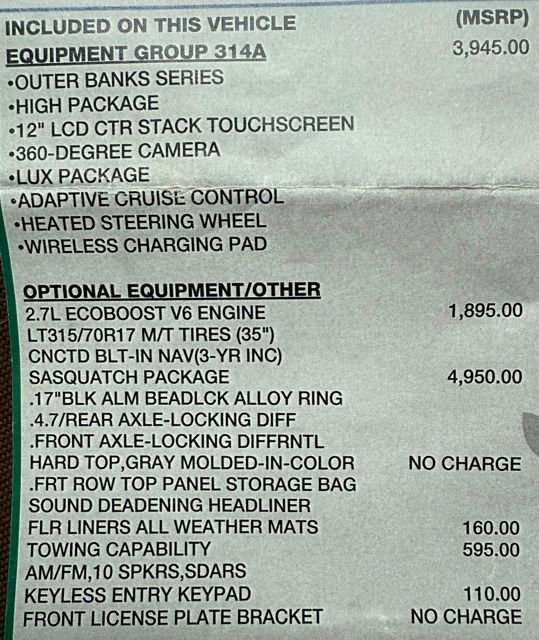 INCLUDED ON THIS VEHICLE (MSRP)
EQUIPMENT GROUP 314A 3,945.00
•OUTER BANKS SERIES
•HIGH PACKAGE
•12" LCD CTR STACK TOUCHSCREEN
•360-DEGREE CAMERA
•LUX PACKAGE
•ADAPTIVE CRUISE CONTROL
•HEATED STEERING WHEEL
•WIRELESS CHARGING PAD
OPTIONAL EQUIPMENT/OTHER
2.7L ECOBOOST V6 ENGINE 1,895.00
LT315/70R17 M/T TIRES (35")
CNCTD BLT-IN NAV(3-YR INC)
SASQUATCH PACKAGE 4,950.00
.17"BLK ALM BEADLCK ALLOY RING
.4.7/REAR AXLE-LOCKING DIFF
.FRONT AXLE-LOCKING DIFFRNTL
HARD TOP,GRAY MOLDED-IN-COLOR NO CHARGE
.FRT ROW TOP PANEL STORAGE BAG
SOUND DEADENING HEADLINER
FLR LINERS ALL WEATHER MATS 160.00
TOWING CAPABILITY 595.00
AM/FM,10 SPKRS,SDARS
KEYLESS ENTRY KEYPAD 110.00
FRONT LICENSE PLATE BRACKET NO CHARGE